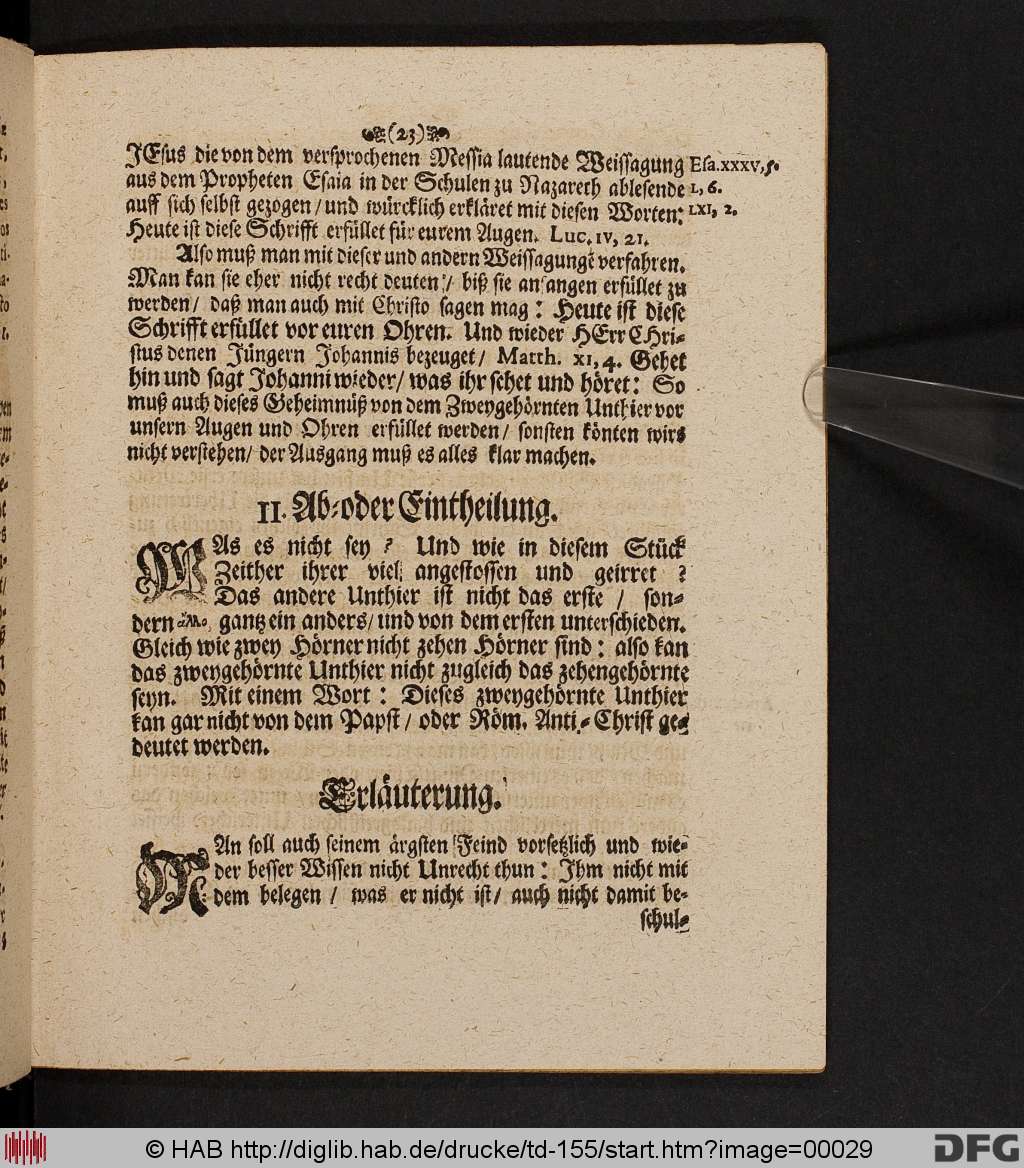 (23)
JEsus die von dem versprochenen Messia lautende Weissagung Esa. XXXV, 5.
aus dem Propheten Esaia in der Schulen zu Nazareth ablesende L, 6.
auff sich selbst gezogen / und würcklich erkläret mit diesen Worten: LXI, 2.
Heute ist diese Schrifft erfüllet für eurem Augen. Luc. IV, 21.
Also muß man mit dieser und andern Weissagungẽ verfahren.
Man kan sie eher nicht recht deuten / biß sie anfangen erfüllet zu
werden / daß man auch mit Christo sagen mag: Heute ist diese
Schrifft erfüllet vor euren Ohren. Und wieder HErr CHri-
stus denen Jüngern Johannis bezeuget / Matth. XI, 4. Gehet
hin und sagt Johanni wieder / was ihr sehet und höret: So
muß auch dieses Geheimnüß von dem Zweygehörnten Unthier vor
unsern Augen und Ohren erfüllet werden / sonsten könten wirs
nicht verstehen / der Ausgang muß es alles klar machen.
II. Ab- oder Eintheilung.
WAs es nicht sey? Und wie in diesem Stück
Zeither ihrer viel angestossen und geirret?
Das andere Unthier ist nicht das erste / son-
dern gantz ein anders / und von dem ersten unterschieden.
Gleich wie zwey Hörner nicht zehen Hörner sind: also kan
das zweygehörnte Unthier nicht zugleich das zehengehörnte
seyn. Mit einem Wort: Dieses zweygehörnte Unthier
kan gar nicht von dem Papst / oder Röm. Anti-Christ ge-
deutet werden.
Erläuterung.
MAn soll auch seinem ärgsten Feind vorsetzlich und wie-
der besser Wissen nicht Unrecht thun: Ihm nicht mit
dem belegen / was er nicht ist / auch nicht damit be-
schul-
© HAB http://diglib.hab.de/drucke/td-155/start.htm?image=00029
DFG